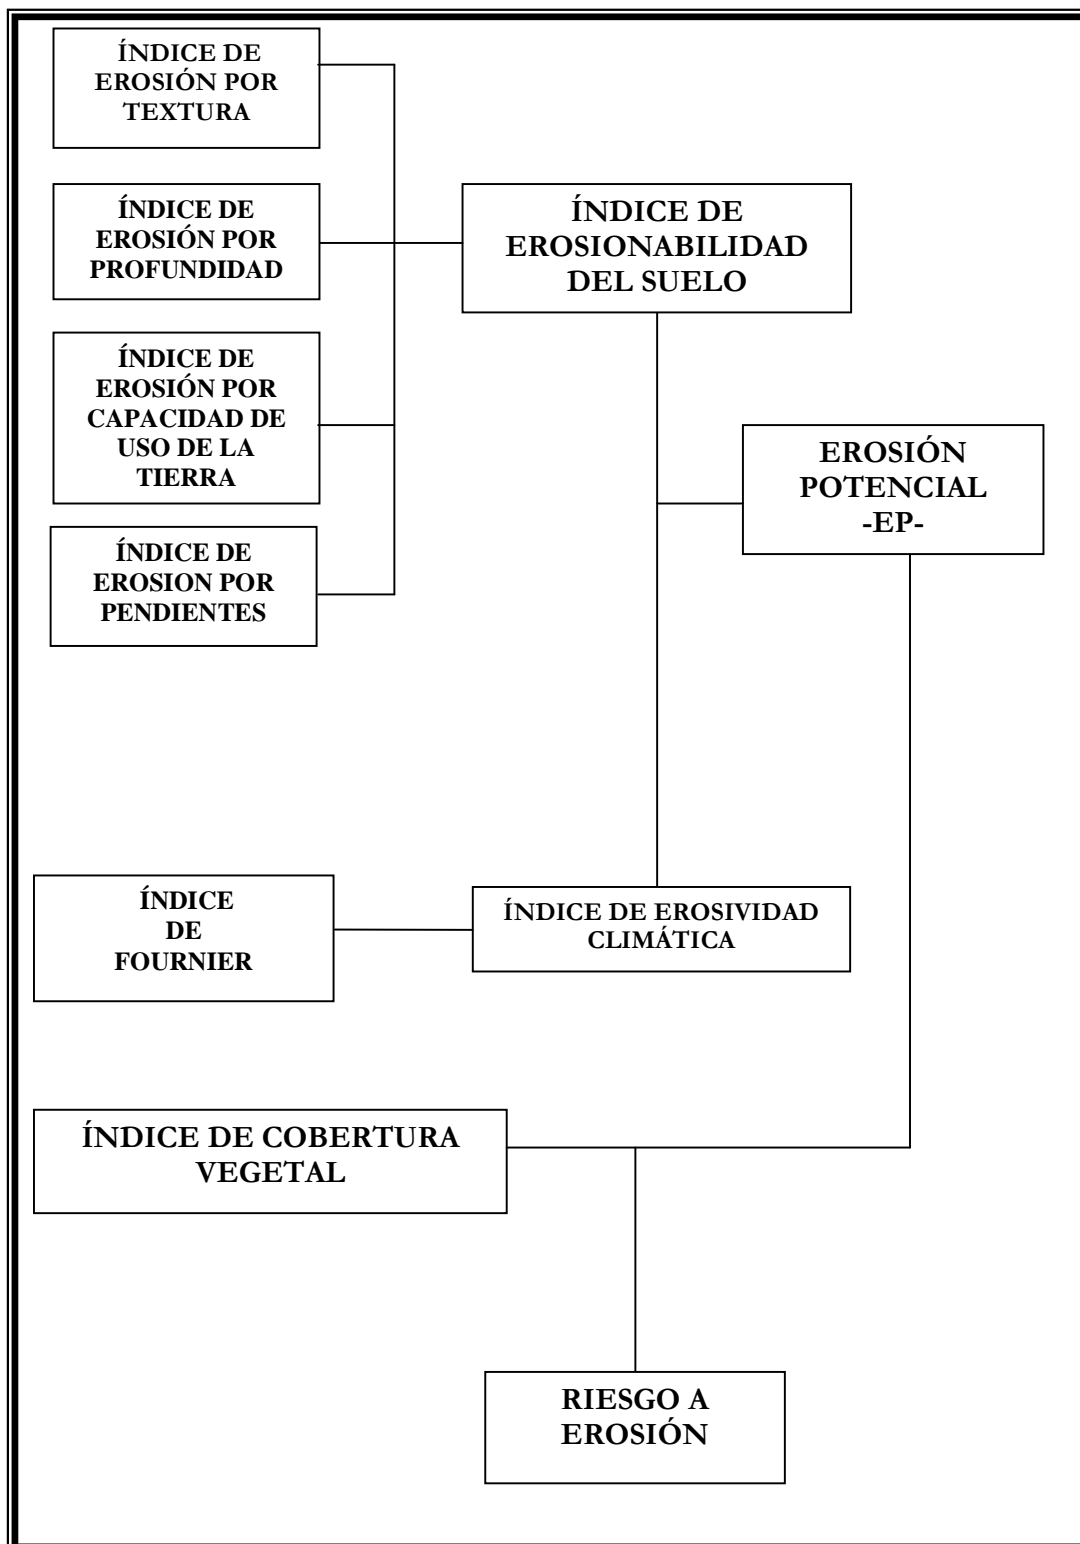 ÍNDICE DE
EROSIÓN POR
TEXTURA
ÍNDICE DE
EROSIÓN POR
PROFUNDIDAD
ÍNDICE DE
EROSIONABILIDAD
DEL SUELO
ÍNDICE DE
EROSIÓN POR
CAPACIDAD DE
USO DE LA
TIERRA
EROSIÓN
POTENCIAL
-EP-
ÍNDICE DE
EROSION POR
PENDIENTES
ÍNDICE
DE
FOURNIER
ÍNDICE DE EROSIVIDAD
CLIMÁTICA
ÍNDICE DE COBERTURA
VEGETAL
RIESGO A
EROSIÓN